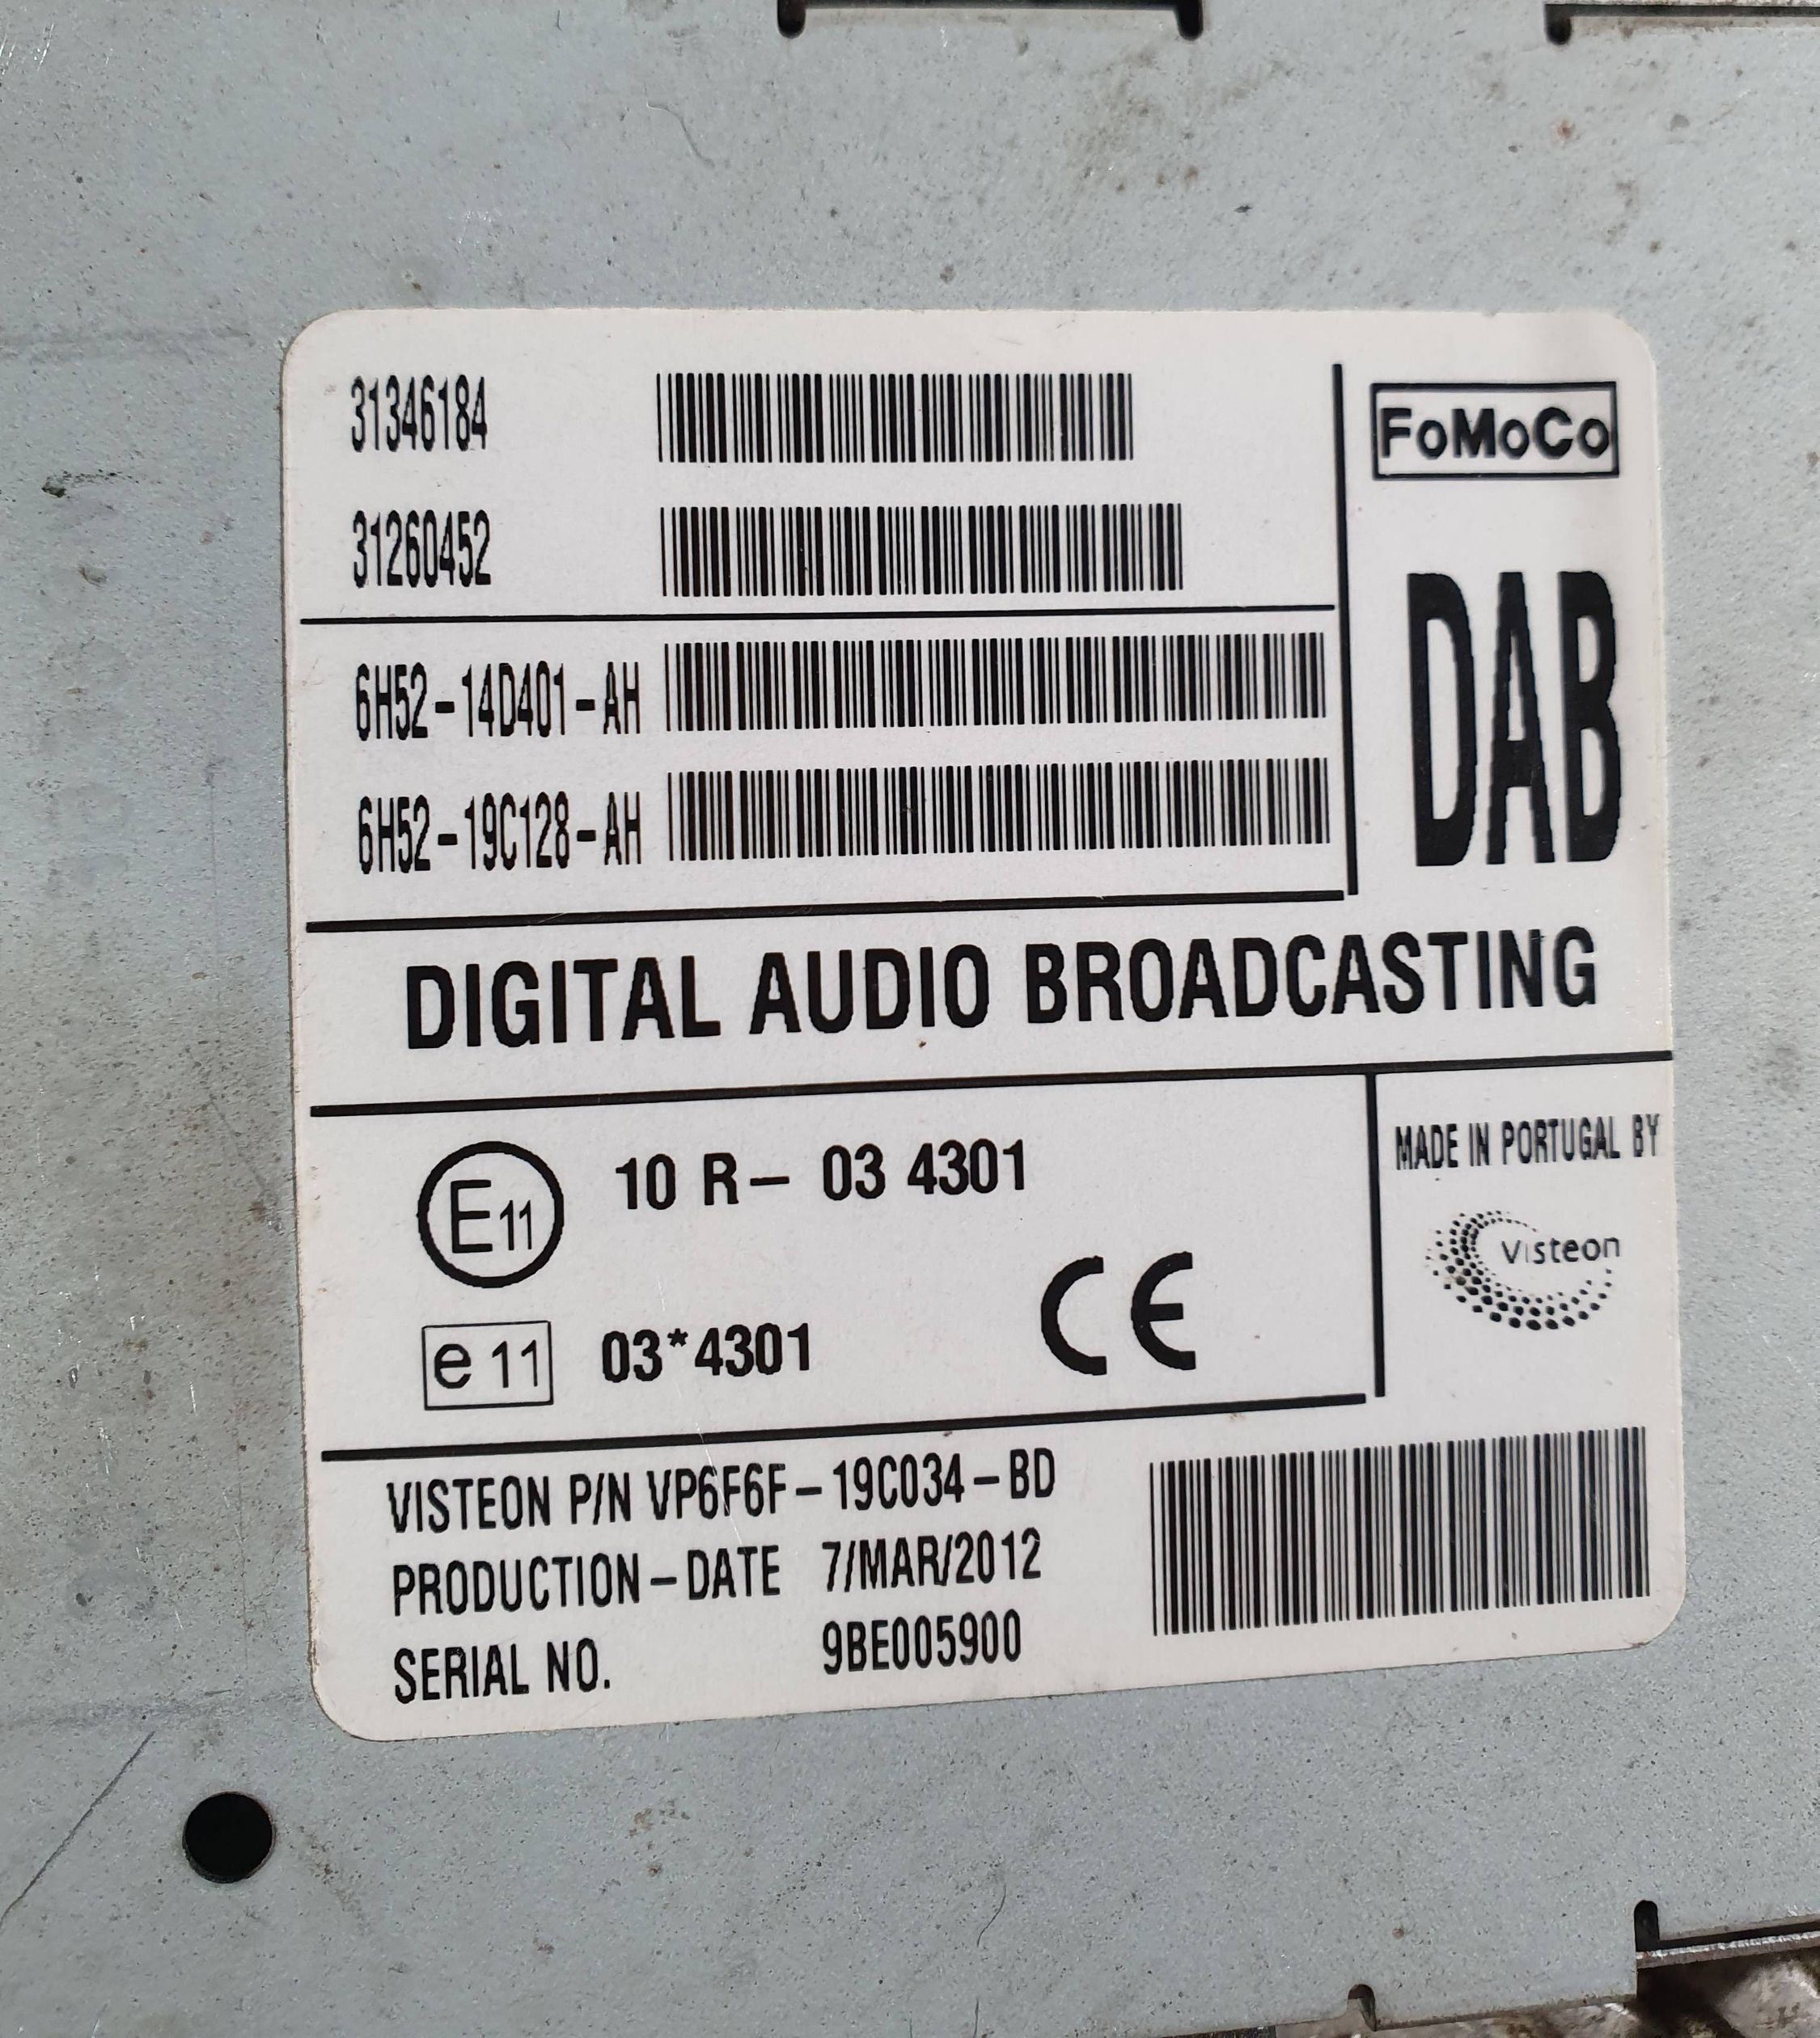 31346184
FoMoCo
31260452
DAB
6H52-14D401-AH
6H52-19C128-AH
DIGITAL AUDIO BROADCASTING
E11 10 R- 03 4301
MADE IN PORTUGAL BY
Visteon
e11 03*4301 CE
VISTEON P/N VP6F6F-19C034-BD
PRODUCTION-DATE 7/MAR/2012
SERIAL NO. 9BE005900